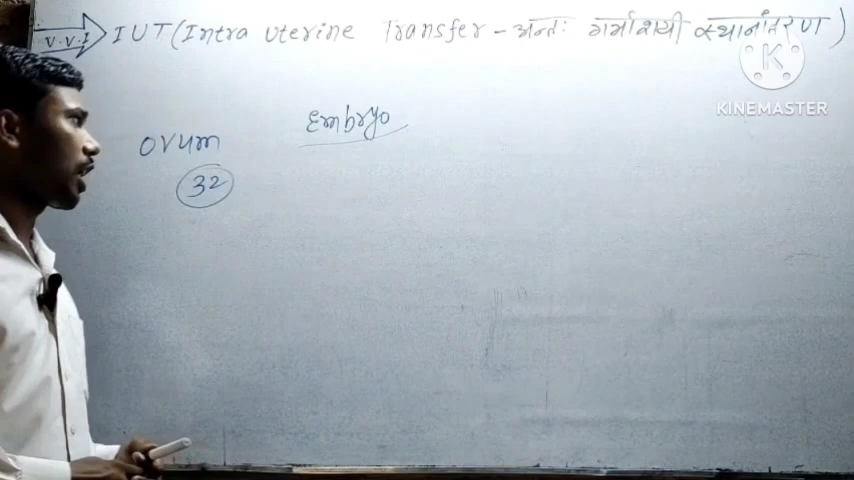 V.V.I IUT (Intra Uterine Transfer - अन्तः गर्भाशयी स्थानांतरण)
K
KINEMASTER
Embryo
Ovum
32